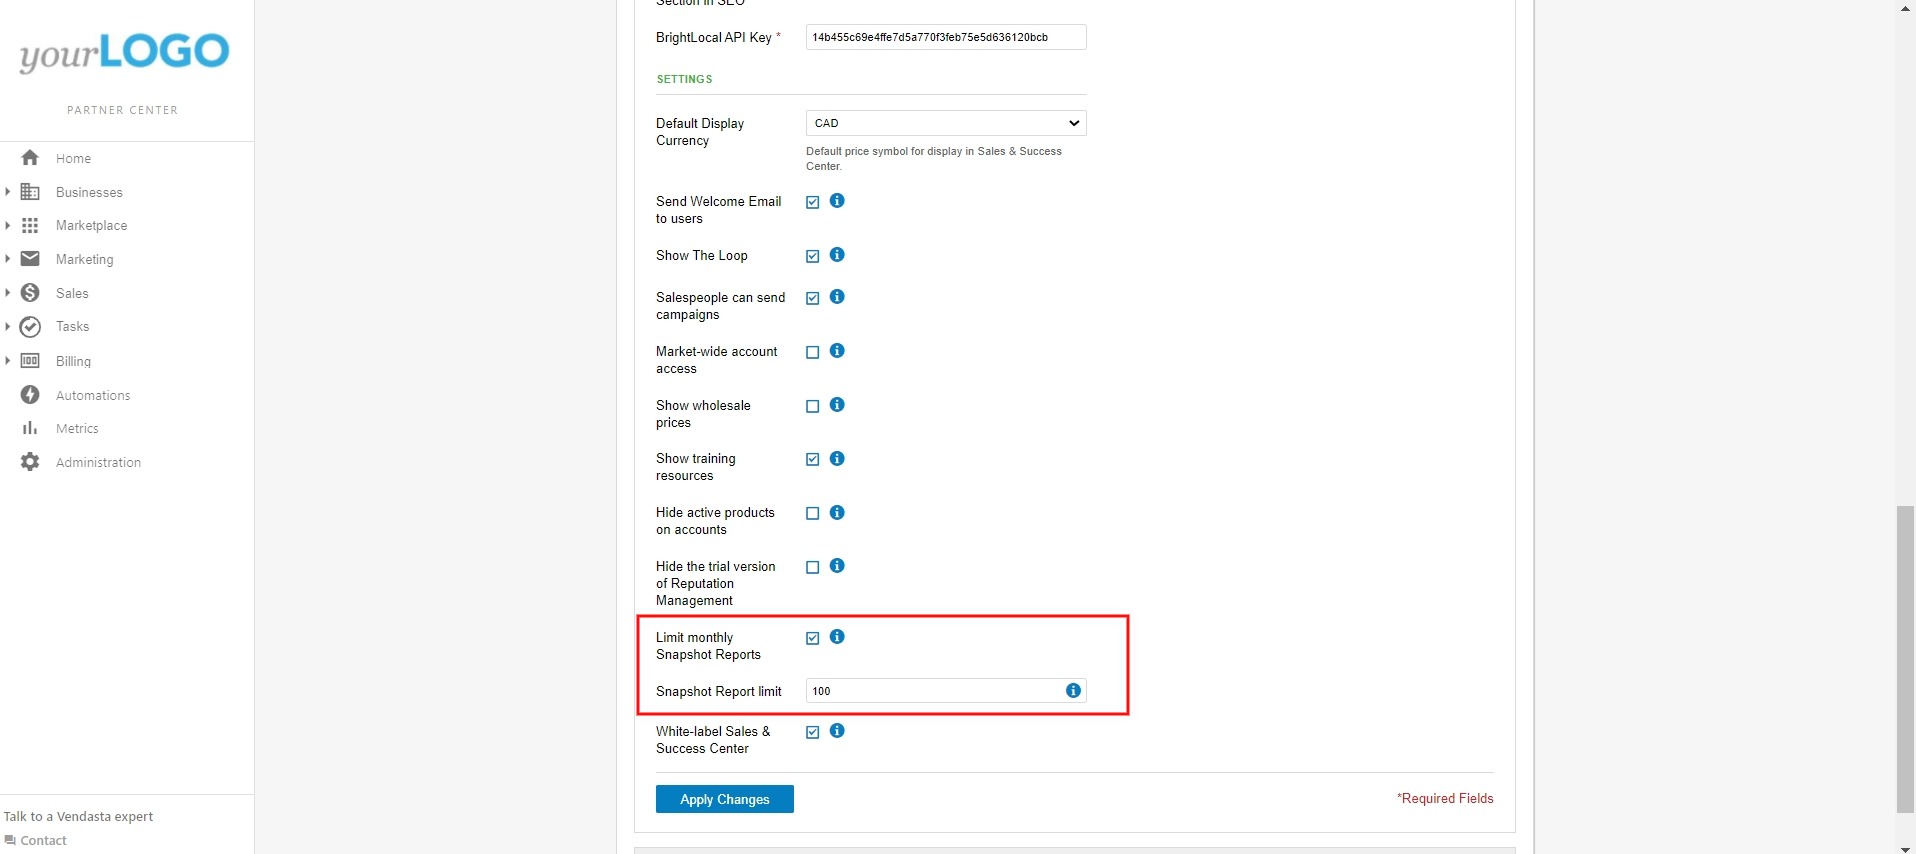 yourLOGO
PARTNER CENTER
Home
Businesses
Marketplace
Marketing
Sales
Tasks
Billing
Automations
Metrics
Administration
Talk to a Vendasta expert
Contact
Section in SEO
BrightLocal API Key *
14b455c69e4ffe7d5a770f3feb75e5d636120bcb
SETTINGS
Default Display
Currency
CAD
Default price symbol for display in Sales & Success
Center.
Send Welcome Email
to users
Show The Loop
Salespeople can send
campaigns
Market-wide account
access
Show wholesale
prices
Show training
resources
Hide active products
on accounts
Hide the trial version
of Reputation
Management
Limit monthly
Snapshot Reports
Snapshot Report limit
100
White-label Sales &
Success Center
Apply Changes
*Required Fields